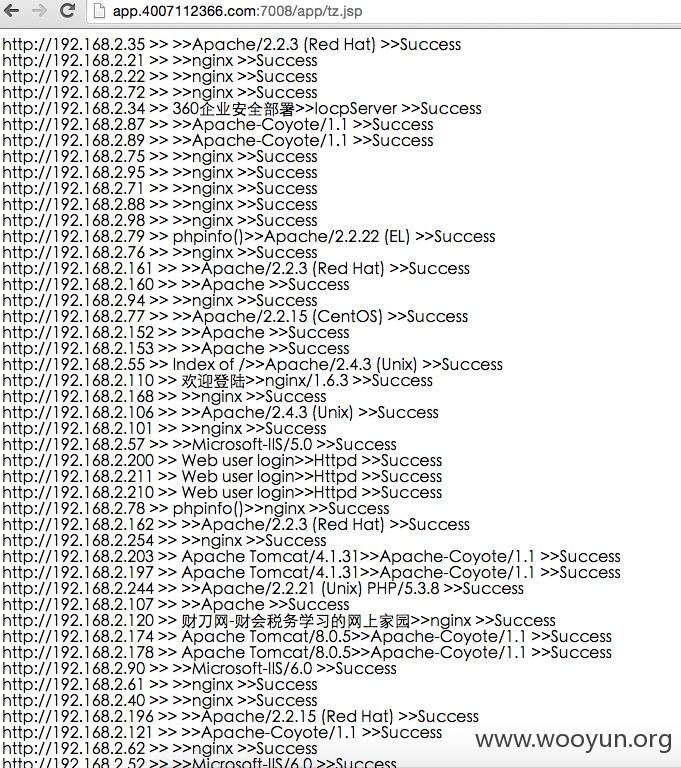 app.4007112366.com:7008/app/tz.jsp
http://192.168.2.35 >> >>Apache/2.2.3 (Red Hat) >>Success
http://192.168.2.21 >> >>nginx >>Success
http://192.168.2.22 >> >>nginx >>Success
http://192.168.2.72 >> >>nginx >>Success
http://192.168.2.34 >> 360企业安全部署>>IocpServer >>Success
http://192.168.2.87 >> >>Apache-Coyote/1.1 >>Success
http://192.168.2.89 >> >>Apache-Coyote/1.1 >>Success
http://192.168.2.75 >> >>nginx >>Success
http://192.168.2.95 >> >>nginx >>Success
http://192.168.2.71 >> >>nginx >>Success
http://192.168.2.88 >> >>nginx >>Success
http://192.168.2.98 >> >>nginx >>Success
http://192.168.2.79 >> phpinfo()>>Apache/2.2.22 (EL) >>Success
http://192.168.2.76 >> >>nginx >>Success
http://192.168.2.161 >> >>Apache/2.2.3 (Red Hat) >>Success
http://192.168.2.160 >> >>Apache >>Success
http://192.168.2.94 >> >>nginx >>Success
http://192.168.2.77 >> >>Apache/2.2.15 (CentOS) >>Success
http://192.168.2.152 >> >>Apache >>Success
http://192.168.2.153 >> >>Apache >>Success
http://192.168.2.55 >> Index of />>Apache/2.4.3 (Unix) >>Success
http://192.168.2.110 >> 欢迎登陆>>nginx/1.6.3 >>Success
http://192.168.2.168 >> >>nginx >>Success
http://192.168.2.106 >> >>Apache/2.4.3 (Unix) >>Success
http://192.168.2.101 >> >>nginx >>Success
http://192.168.2.57 >> >>Microsoft-IIS/5.0 >>Success
http://192.168.2.200 >> Web user login>>Httpd >>Success
http://192.168.2.211 >> Web user login>>Httpd >>Success
http://192.168.2.210 >> Web user login>>Httpd >>Success
http://192.168.2.78 >> phpinfo()>>nginx >>Success
http://192.168.2.162 >> >>Apache/2.2.3 (Red Hat) >>Success
http://192.168.2.254 >> >>nginx >>Success
http://192.168.2.203 >> Apache Tomcat/4.1.31>>Apache-Coyote/1.1 >>Success
http://192.168.2.197 >> Apache Tomcat/4.1.31>>Apache-Coyote/1.1 >>Success
http://192.168.2.244 >> >>Apache/2.2.21 (Unix) PHP/5.3.8 >>Success
http://192.168.2.107 >> >>Apache >>Success
http://192.168.2.120 >> 财刀网-财会税务学习的网上家园>>nginx >>Success
http://192.168.2.174 >> Apache Tomcat/8.0.5>>Apache-Coyote/1.1 >>Success
http://192.168.2.178 >> Apache Tomcat/8.0.5>>Apache-Coyote/1.1 >>Success
http://192.168.2.90 >> >>Microsoft-IIS/6.0 >>Success
http://192.168.2.61 >> >>nginx >>Success
http://192.168.2.40 >> >>nginx >>Success
http://192.168.2.196 >> >>Apache/2.2.15 (Red Hat) >>Success
http://192.168.2.121 >> >>Apache-Coyote/1.1 >>Success
http://192.168.2.62 >> >>nginx >>Success
http://192.168.2.52 >> >>Microsoft-IIS/6.0 >>Success
www.wooyun.org